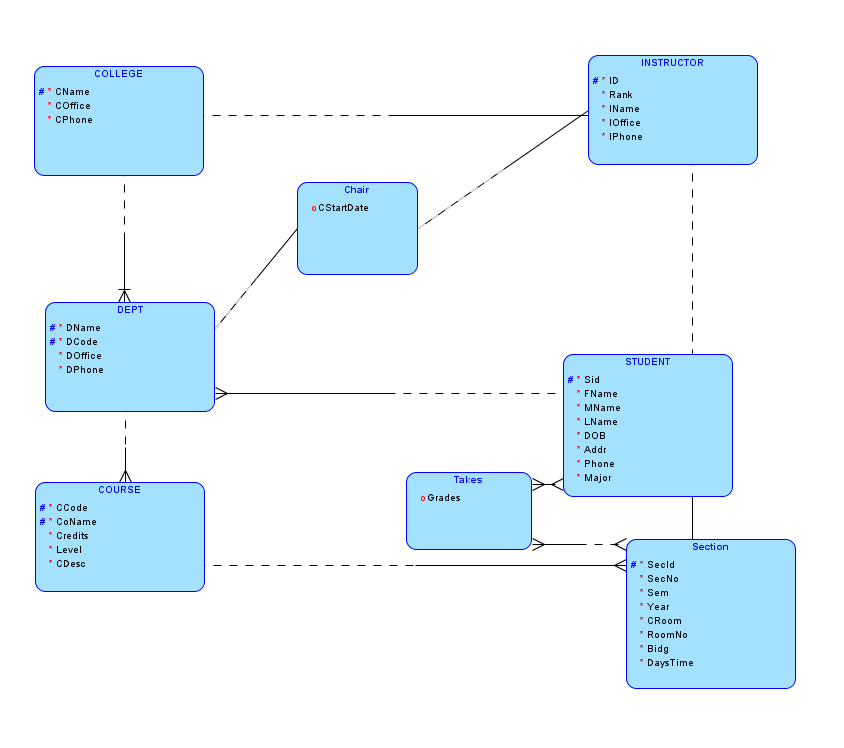 COLLEGE
# * CName
* COffice
* CPhone
INSTRUCTOR
# * ID
* Rank
* IName
* IOffice
* IPhone
Chair
o CStartDate
DEPT
# * DName
# * DCode
* DOffice
* DPhone
STUDENT
# * Sid
* FName
* MName
* LName
* DOB
* Addr
* Phone
* Major
Takes
o Grades
COURSE
# * CCode
# * CoName
* Credits
* Level
* CDesc
Section
# * SecId
* SecNo
* Sem
* Year
* CRoom
* RoomNo
* Bidg
* DaysTime